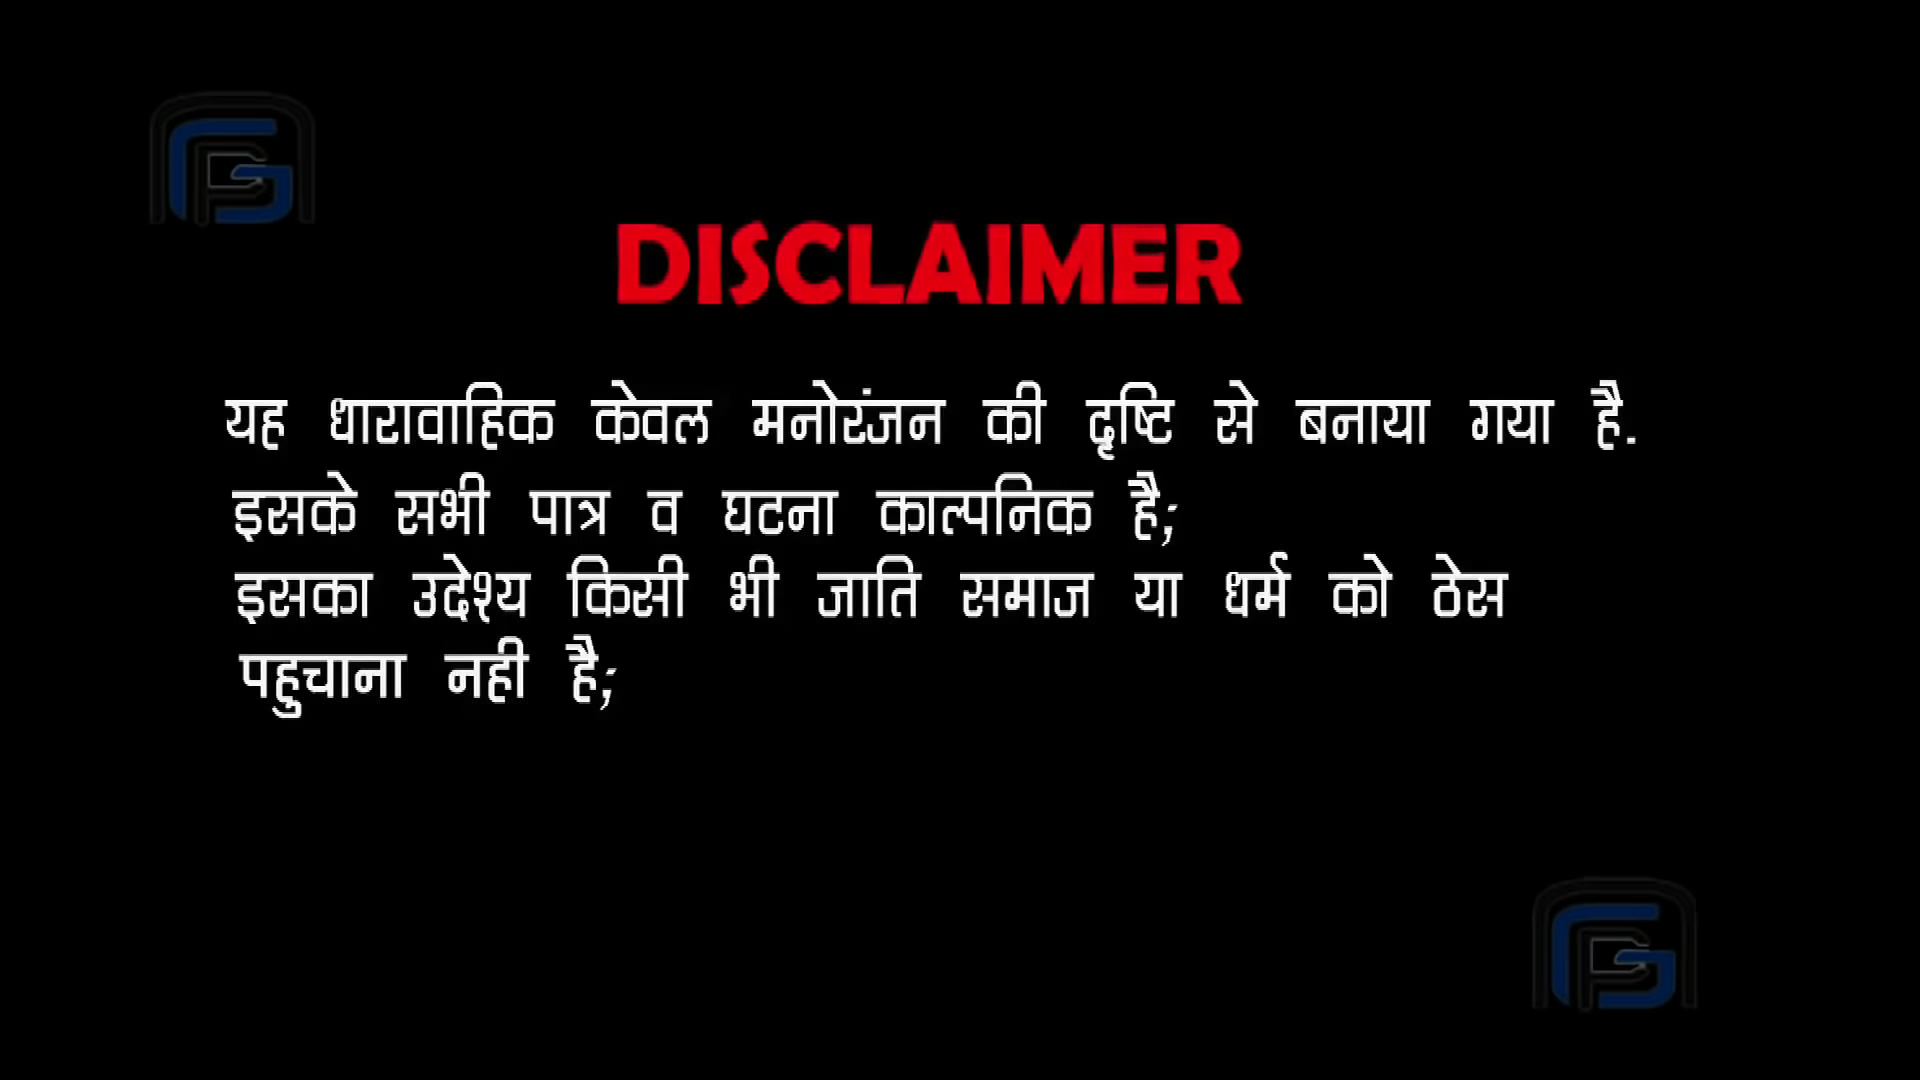 DISCLAIMER
यह धारावाहिक केवल मनोरंजन की दृष्टि से बनाया गया है.
इसके सभी पात्र व घटना काल्पनिक है;
इसका उदेश्य किसी भी जाति समाज या धर्म को ठेस
पहुचाना नही है;